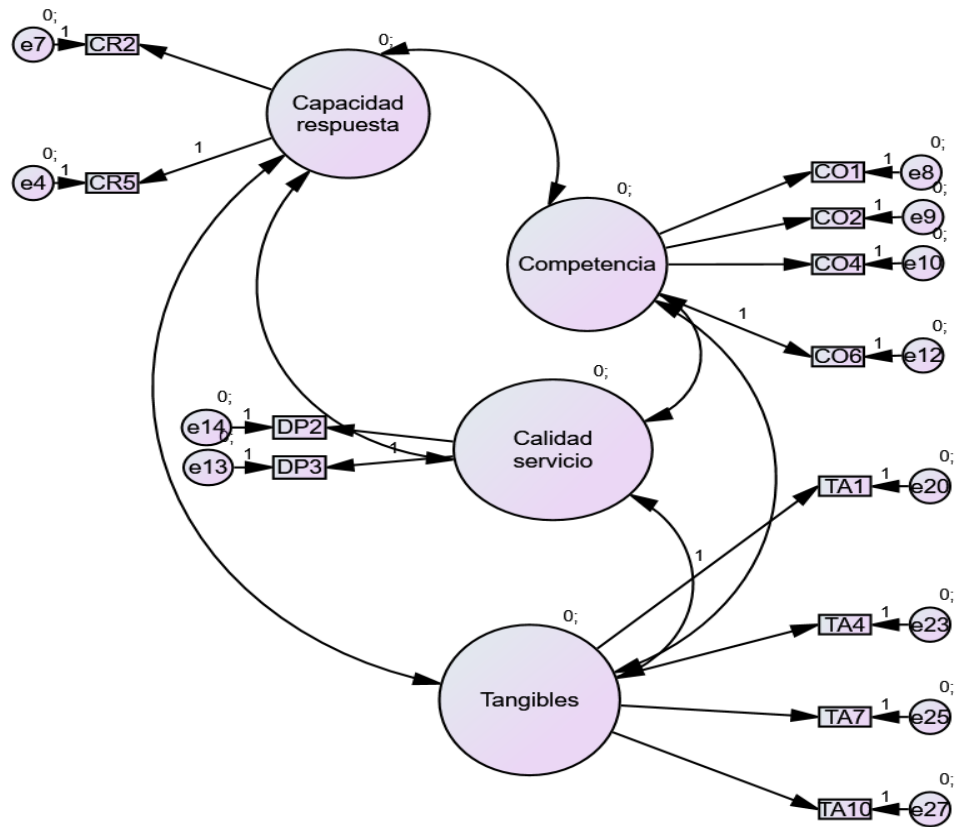 0;
e7
1
CR2
0;
Capacidad
respuesta
0;
e4
1
CR5
1
0;
CO1
1
e8
0;
CO2
1
e9
0;
CO4
1
e10
0;
Competencia
1
0;
CO6
1
e12
0;
Calidad
servicio
0;
e14
1
DP2
0;
e13
1
DP3
1
0;
TA1
1
e20
1
0;
Tangibles
0;
TA4
1
e23
0;
TA7
1
e25
0;
TA10
1
e27